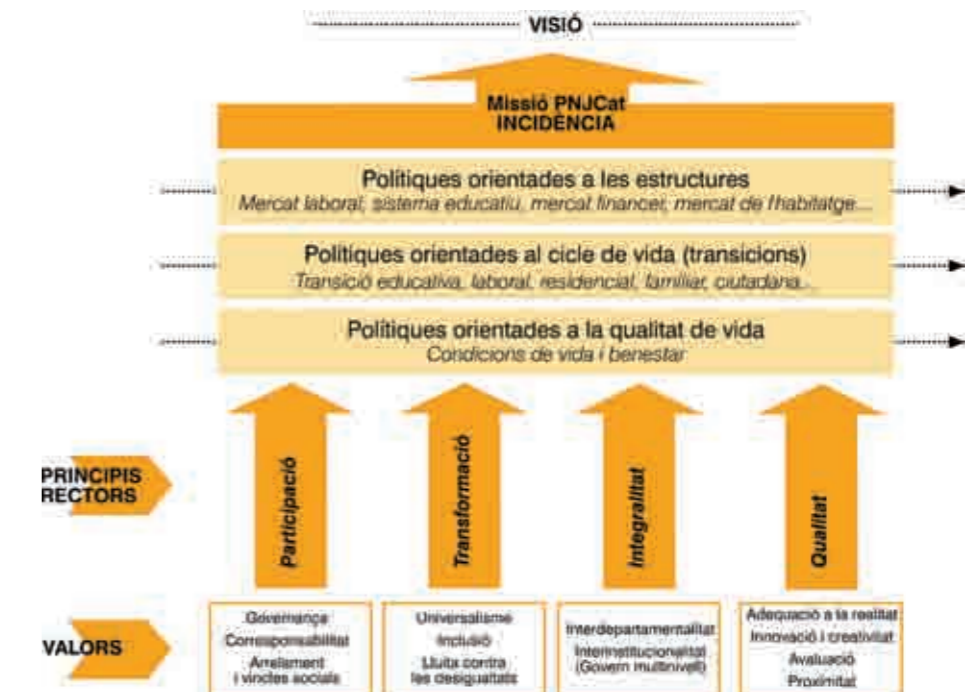 VISIÓ
Missió PNJCat
INCIDÈNCIA
Polítiques orientades a les estructures
Mercat laboral, sistema educatiu, mercat financer, mercat de l'habitatge...
Polítiques orientades al cicle de vida (transicions)
Transició educativa, laboral, residencial, familiar, ciutadana...
Polítiques orientades a la qualitat de vida
Condicions de vida i benestar
PRINCIPIS
RECTORS
Participació
Transformació
Integralitat
Qualitat
VALORS
Governança
Corresponsabilitat
Arrelament
i vincles socials
Universalisme
Inclusió
Lluita contra
les desigualtats
Interdepartamentalitat
Interinstitucionalitat
(Govern multinivell)
Adequació a la realitat
Innovació i creativitat
Avaluació
Proximitat